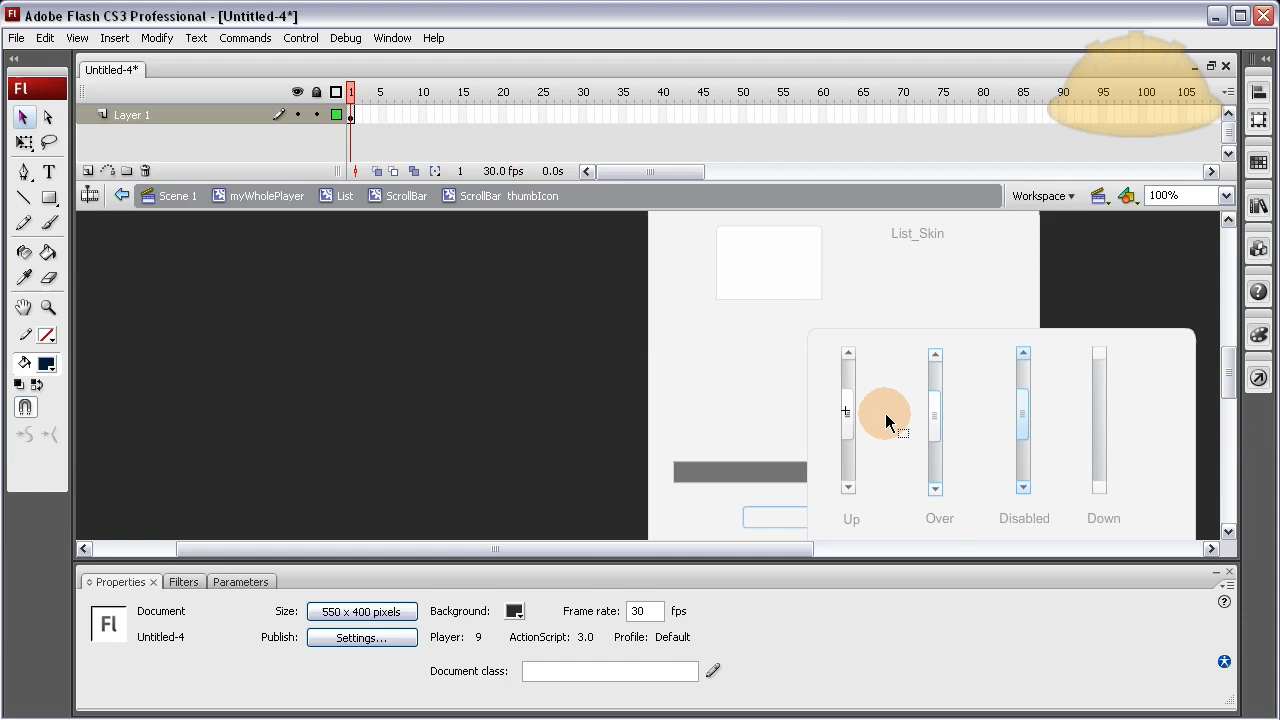 Adobe Flash CS3 Professional - [Untitled-4*]
File Edit View Insert Modify Text Commands Control Debug Window Help
Untitled-4*
Fl
1 5 10 15 20 25 30 35 40 45 50 55 60 65 70 75 80 85 90 95 100 105
Layer 1
1 30.0 fps 0.0s
Scene 1 myWholePlayer List ScrollBar ScrollBar thumbIcon Workspace 100%
List_Skin
Up Over Disabled Down
Properties Filters Parameters
Fl Document Size: 550 x 400 pixels Background: Frame rate: 30 fps
Untitled-4 Publish: Settings... Player: 9 ActionScript: 3.0 Profile: Default
Document class: